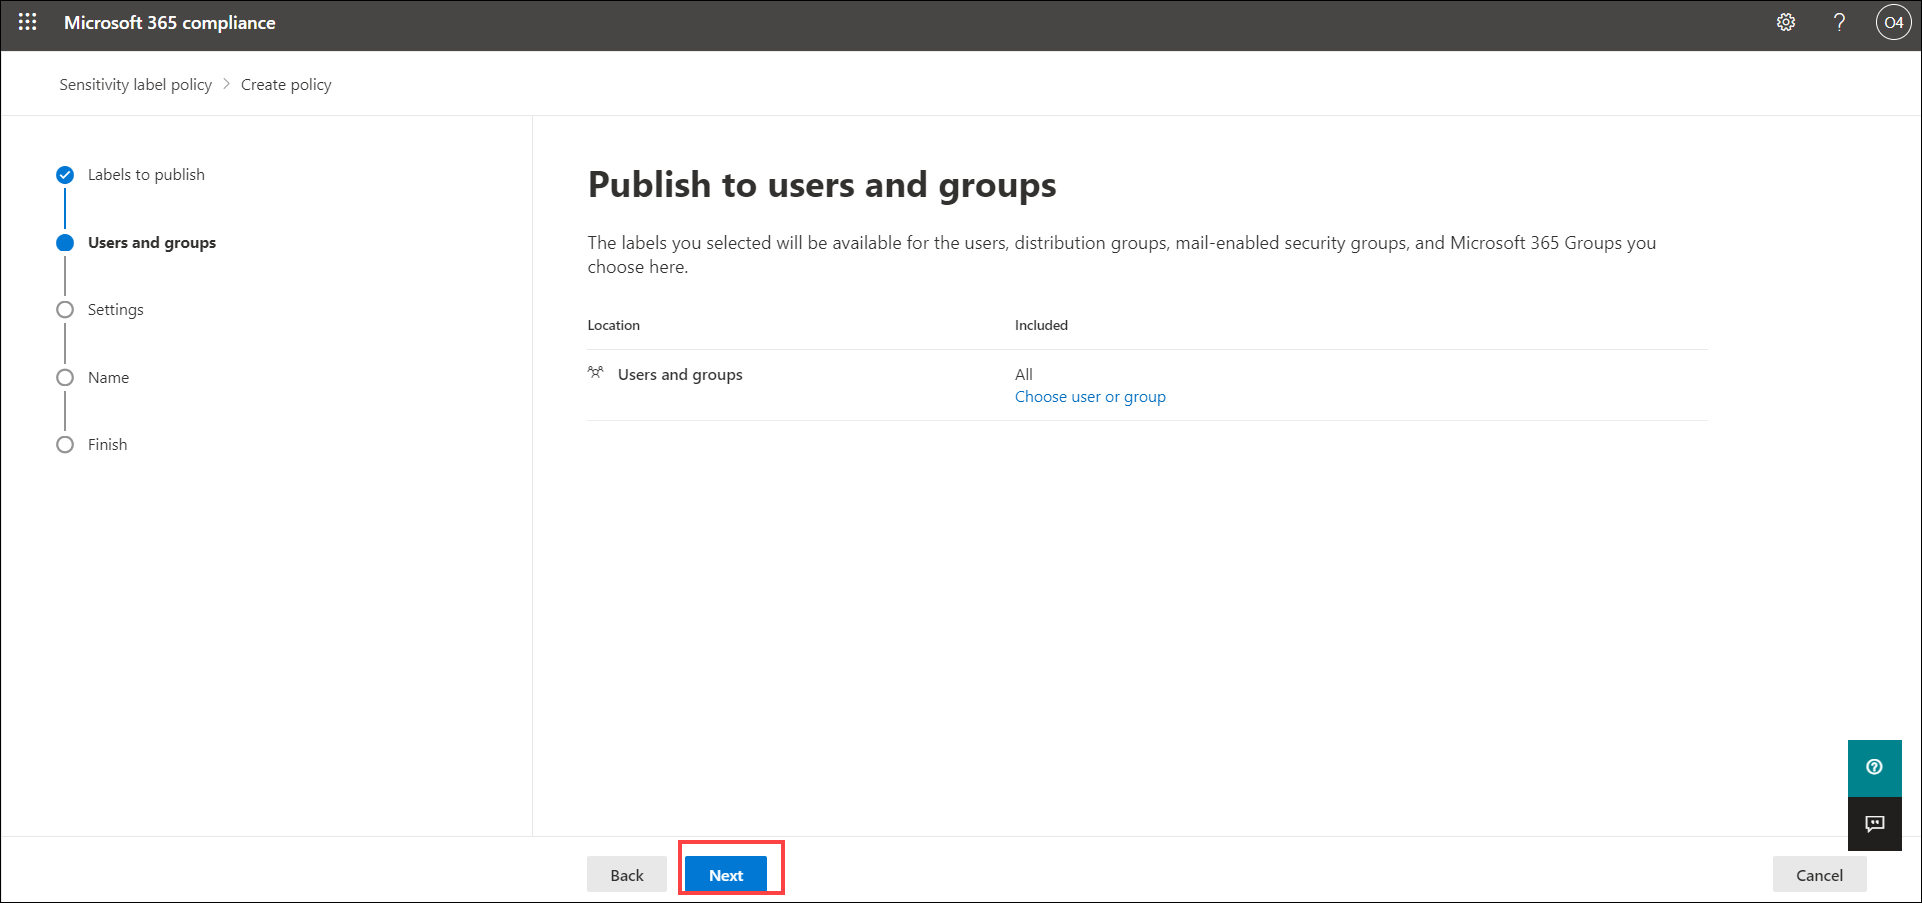 Microsoft 365 compliance
?
O4
Sensitivity label policy > Create policy
Labels to publish
Users and groups
Settings
Name
Finish
Publish to users and groups
The labels you selected will be available for the users, distribution groups, mail-enabled security groups, and Microsoft 365 Groups you
choose here.
Location Included
Users and groups All
Choose user or group
Back Next Cancel